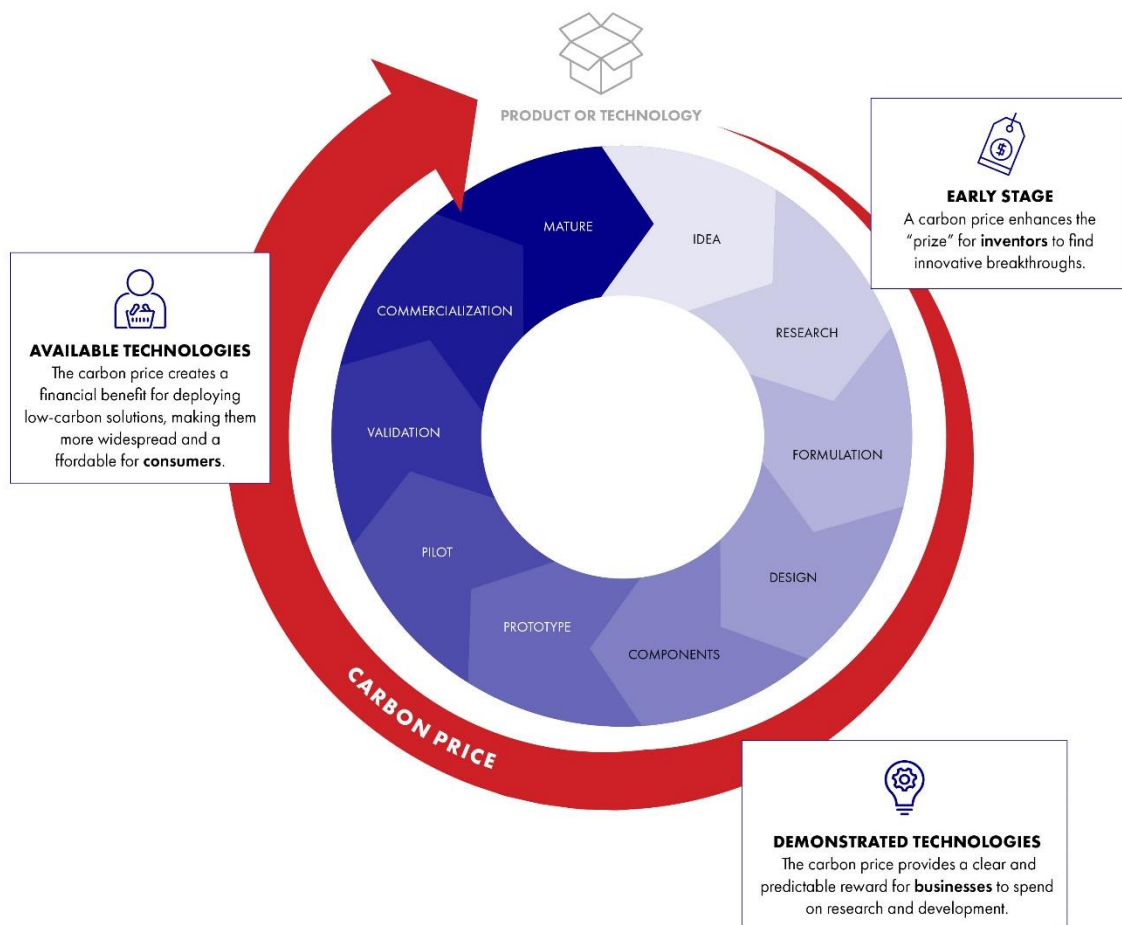 PRODUCT OR TECHNOLOGY
$
EARLY STAGE
A carbon price enhances the
“prize” for inventors to find
innovative breakthroughs.
MATURE
IDEA
COMMERCIALIZATION
RESEARCH
AVAILABLE TECHNOLOGIES
The carbon price creates a
financial benefit for deploying
low-carbon solutions, making them
more widespread and a
ffordable for consumers.
VALIDATION
FORMULATION
PILOT
DESIGN
PROTOTYPE
COMPONENTS
CARBON PRICE
DEMONSTRATED TECHNOLOGIES
The carbon price provides a clear and
predictable reward for businesses to spend
on research and development.